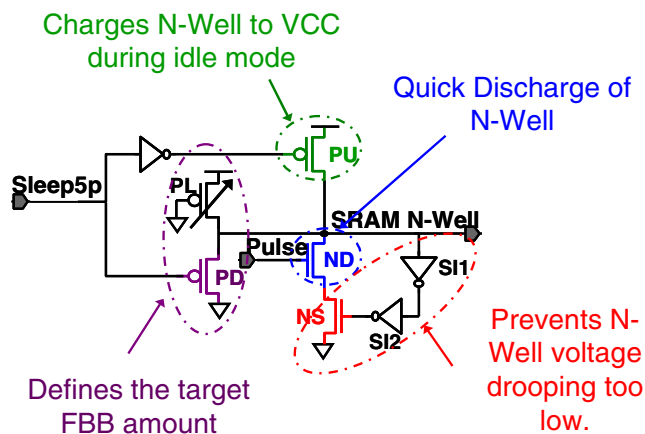 Charges N-Well to VCC
during idle mode
Quick Discharge of
N-Well
PU
Sleep5p
PL
SRAM N-Well
Pulse
ND
SI1
PD
NS
SI2
Prevents N-
Well voltage
drooping too
low.
Defines the target
FBB amount